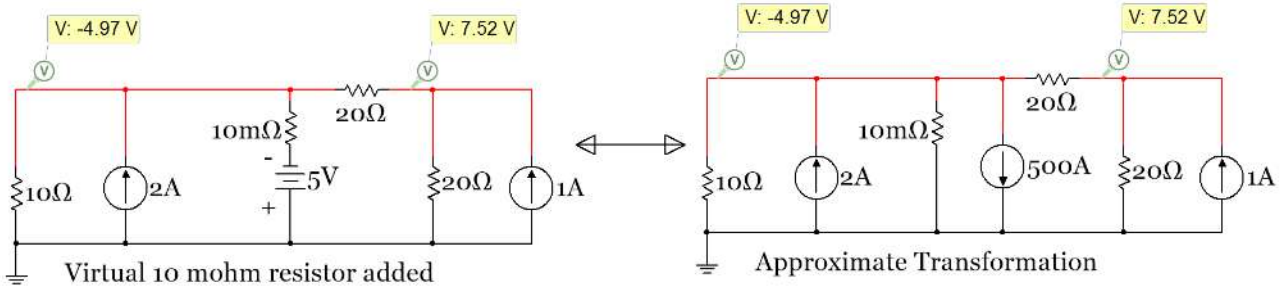 V: -4.97 V
V: 7.52 V
V
V
20Ω
10mΩ
-
5V
+
10Ω
2A
20Ω
1A
Virtual 10 mohm resistor added
V: -4.97 V
V: 7.52 V
V
V
20Ω
10mΩ
10Ω
2A
500A
20Ω
1A
Approximate Transformation